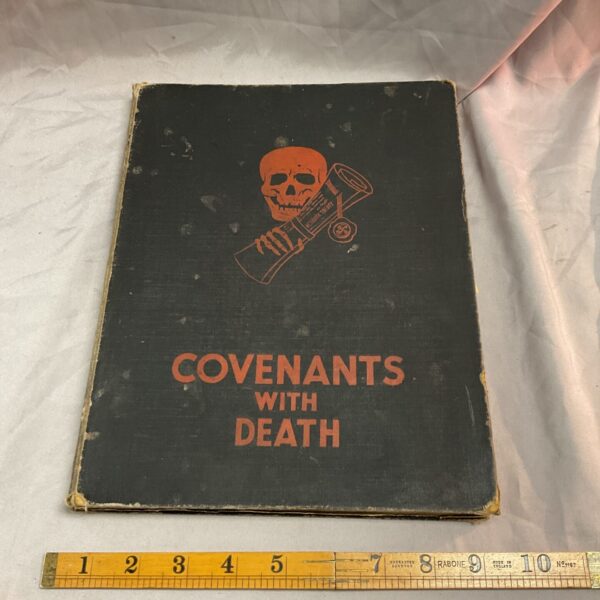 COVENANTS
WITH
DEATH
1 2 3 4 5 7 8 RABONE 9 10